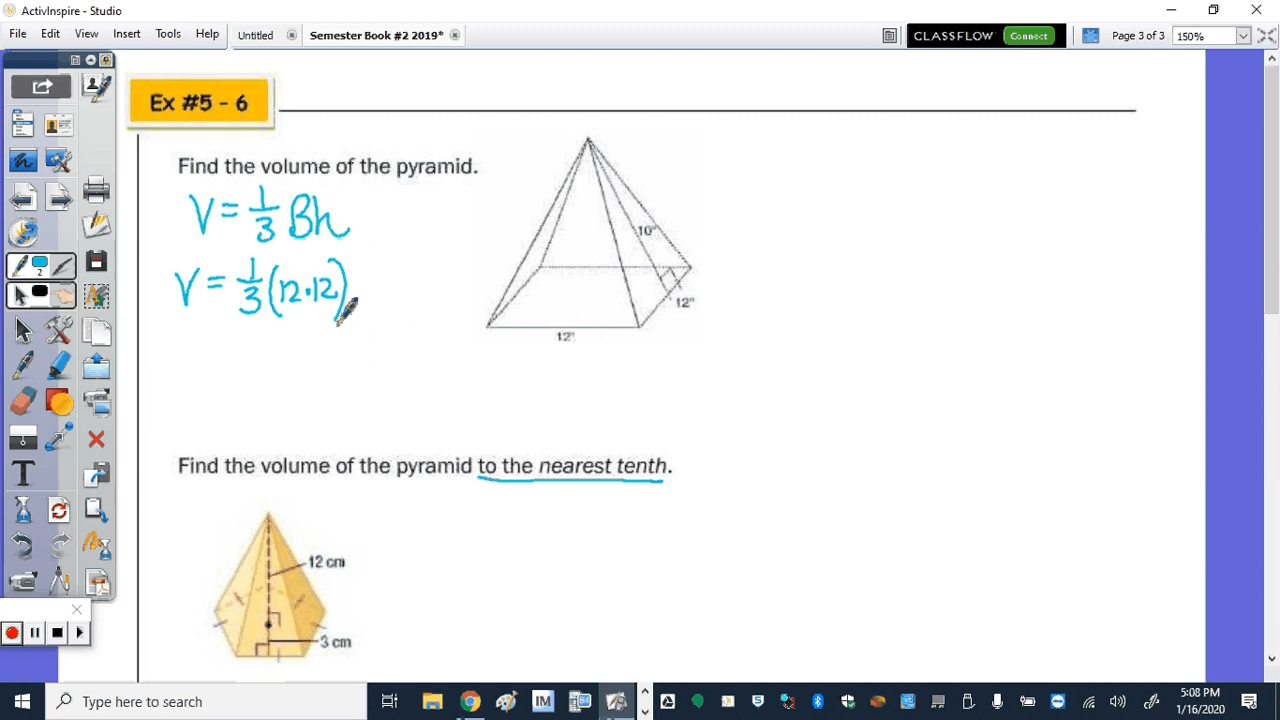 ActivInspire - Studio
File Edit View Insert Tools Help Untitled Semester Book #2 2019* CLASSFLOW Connect Page 3 of 3 150%
Ex #5 - 6
Find the volume of the pyramid.
V = 1/3 Bh
V = 1/3 (12·12)
10"
12"
12"
2
T
Find the volume of the pyramid to the nearest tenth.
12 cm
3 cm
Type here to search
IM
5:08 PM
1/16/2020